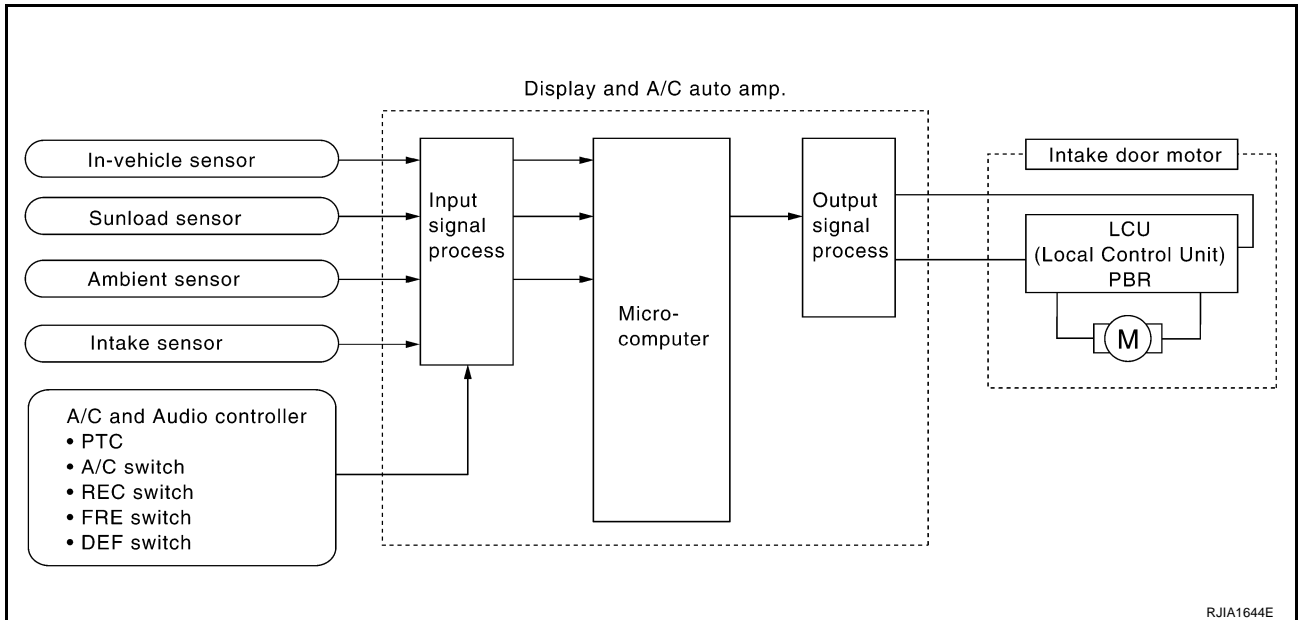 Display and A/C auto amp.
In-vehicle sensor
Sunload sensor
Ambient sensor
Intake sensor
A/C and Audio controller
• PTC
• A/C switch
• REC switch
• FRE switch
• DEF switch
Input
signal
process
Micro-
computer
Output
signal
process
Intake door motor
LCU
(Local Control Unit)
PBR
M
RJIA1644E